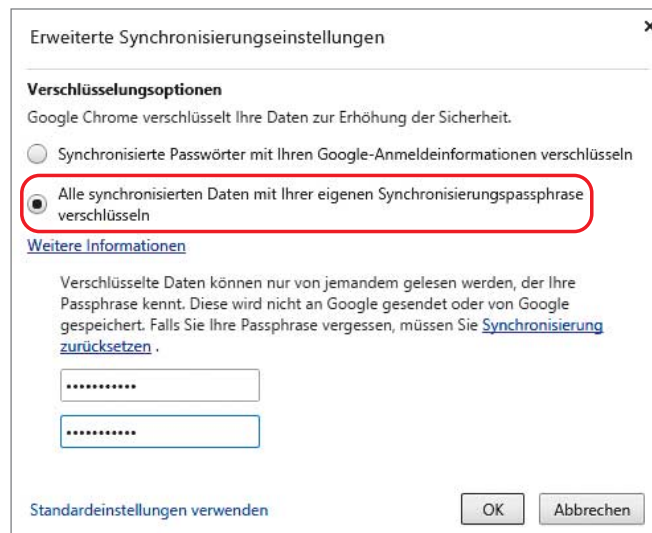 Erweiterte Synchronisierungseinstellungen
Verschlüsselungsoptionen
Google Chrome verschlüsselt Ihre Daten zur Erhöhung der Sicherheit.
Synchronisierte Passwörter mit Ihren Google-Anmeldeinformationen verschlüsseln
Alle synchronisierten Daten mit Ihrer eigenen Synchronisierungspassphrase
verschlüsseln
Weitere Informationen
Verschlüsselte Daten können nur von jemandem gelesen werden, der Ihre
Passphrase kennt. Diese wird nicht an Google gesendet oder von Google
gespeichert. Falls Sie Ihre Passphrase vergessen, müssen Sie Synchronisierung
zurücksetzen .
•••••••••••
•••••••••••
Standardeinstellungen verwenden OK Abbrechen